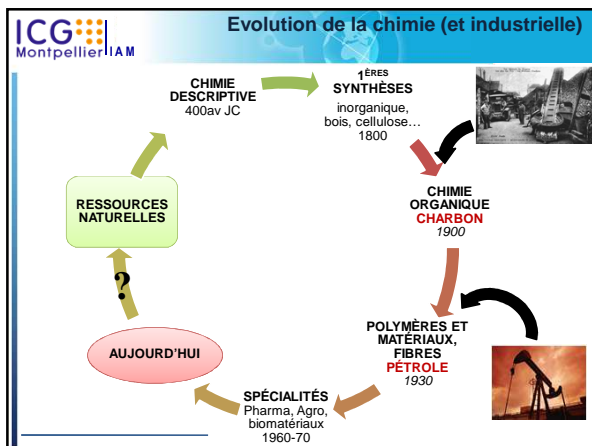 Evolution de la chimie (et industrielle)
ICG
Montpellier IAM
CHIMIE
DESCRIPTIVE
400av JC
1ÈRES
SYNTHÈSES
inorganique,
bois, cellulose…
1800
CHIMIE
ORGANIQUE
CHARBON
1900
POLYMÈRES ET
MATÉRIAUX,
FIBRES
PÉTROLE
1930
SPÉCIALITÉS
Pharma, Agro,
biomatériaux
1960-70
AUJOURD'HUI
?
RESSOURCES
NATURELLES